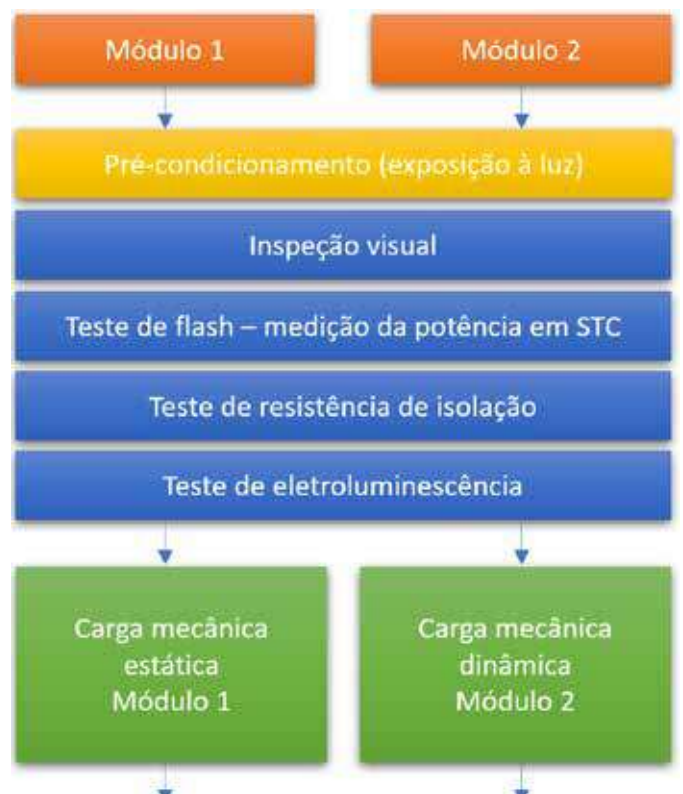 Módulo 1
Módulo 2
Pré-condicionamento (exposição à luz)
Inspeção visual
Teste de flash – medição da potência em STC
Teste de resistência de isolação
Teste de eletroluminescência
Carga mecânica
estática
Módulo 1
Carga mecânica
dinâmica
Módulo 2